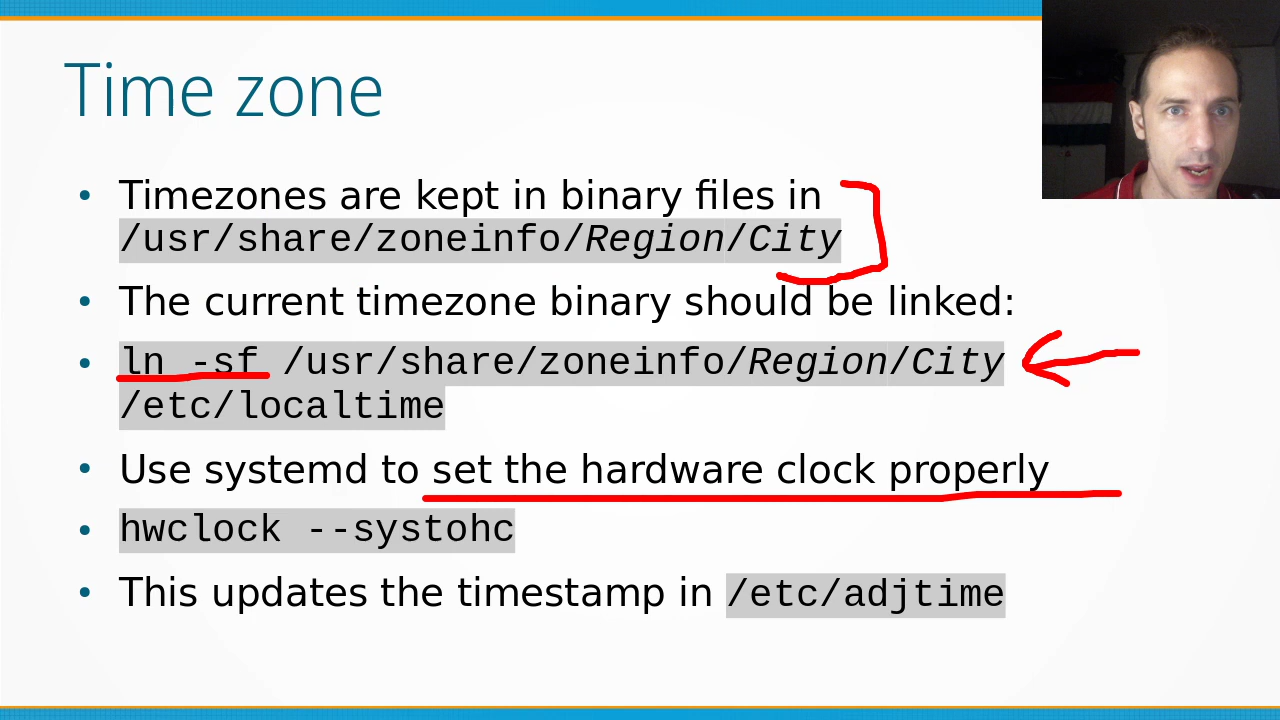 Time zone
Timezones are kept in binary files in
/usr/share/zoneinfo/Region/City
The current timezone binary should be linked:
ln -sf /usr/share/zoneinfo/Region/City
/etc/localtime
Use systemd to set the hardware clock properly
hwclock --systohc
This updates the timestamp in /etc/adjtime